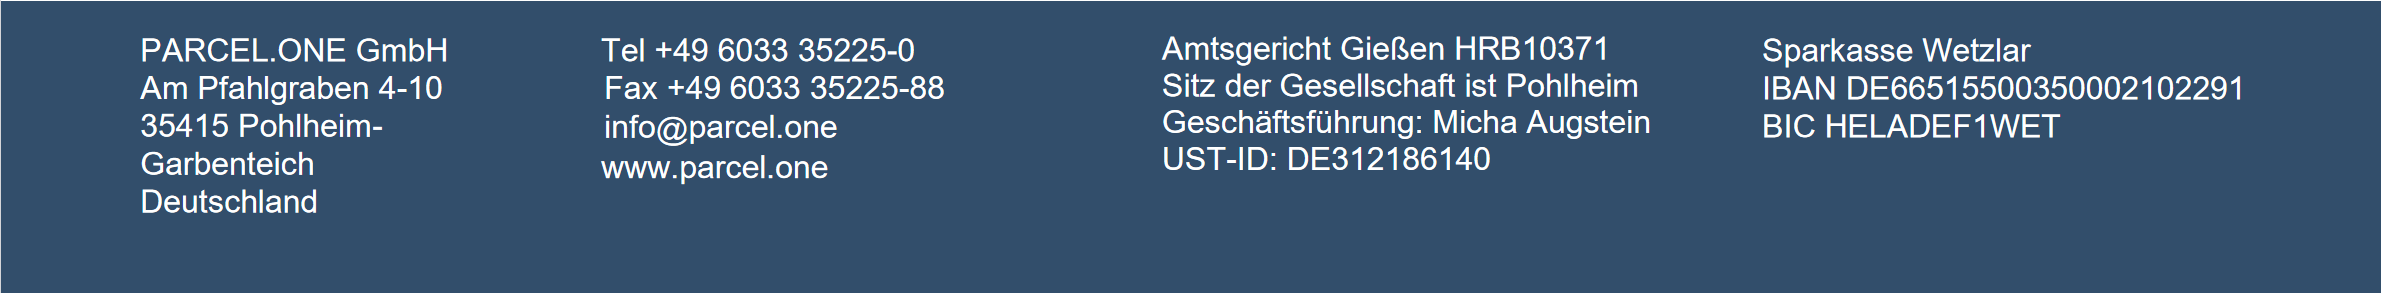 PARCEL.ONE GmbH
Am Pfahlgraben 4-10
35415 Pohlheim-
Garbenteich
Deutschland
Tel +49 6033 35225-0
Fax +49 6033 35225-88
info@parcel.one
www.parcel.one
Amtsgericht Gießen HRB10371
Sitz der Gesellschaft ist Pohlheim
Geschäftsführung: Micha Augstein
UST-ID: DE312186140
Sparkasse Wetzlar
IBAN DE66515500350002102291
BIC HELADEF1WET